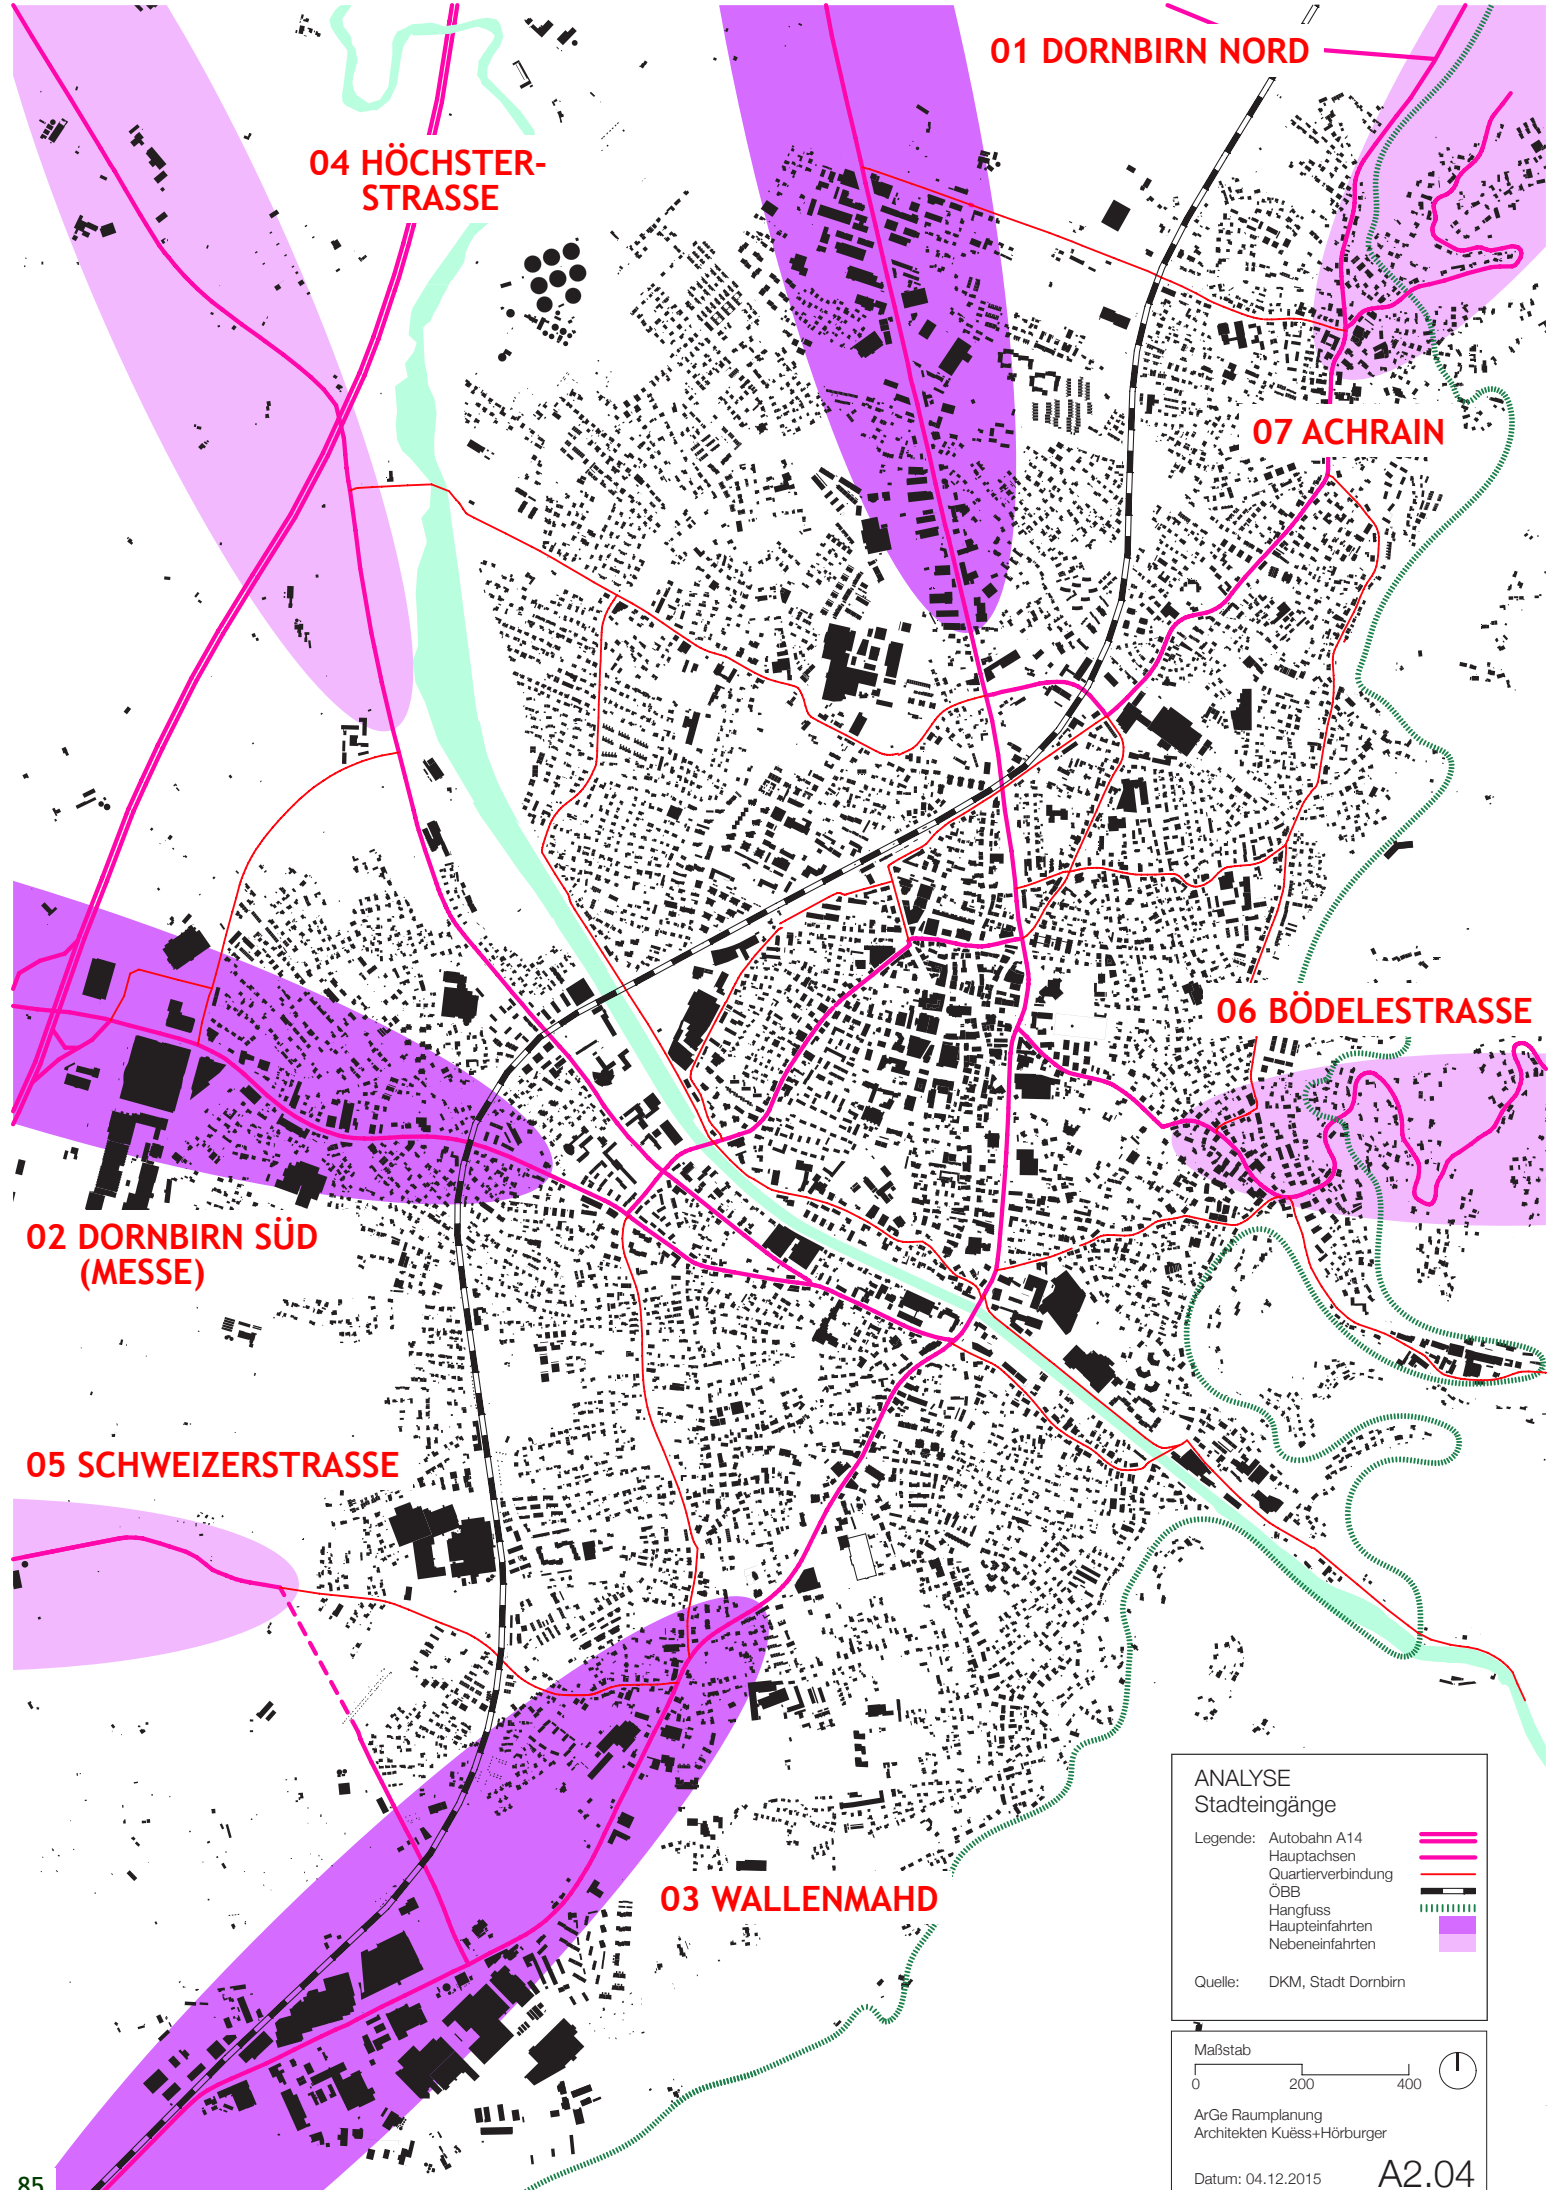 01 DORNBIRN NORD
04 HÖCHSTER-
STRASSE
07 ACHRAIN
06 BÖDELESTRASSE
02 DORNBIRN SÜD
(MESSE)
05 SCHWEIZERSTRASSE
03 WALLENMAHD
ANALYSE
Stadteingänge
Legende: Autobahn A14
Hauptachsen
Quartierverbindung
ÖBB
Hangfuss
Haupteinfahrten
Nebeneinfahrten
Quelle: DKM, Stadt Dornbirn
Maßstab
0 200 400
ArGe Raumplanung
Architekten Kuëss+Hörburger
Datum: 04.12.2015 A2.04
85